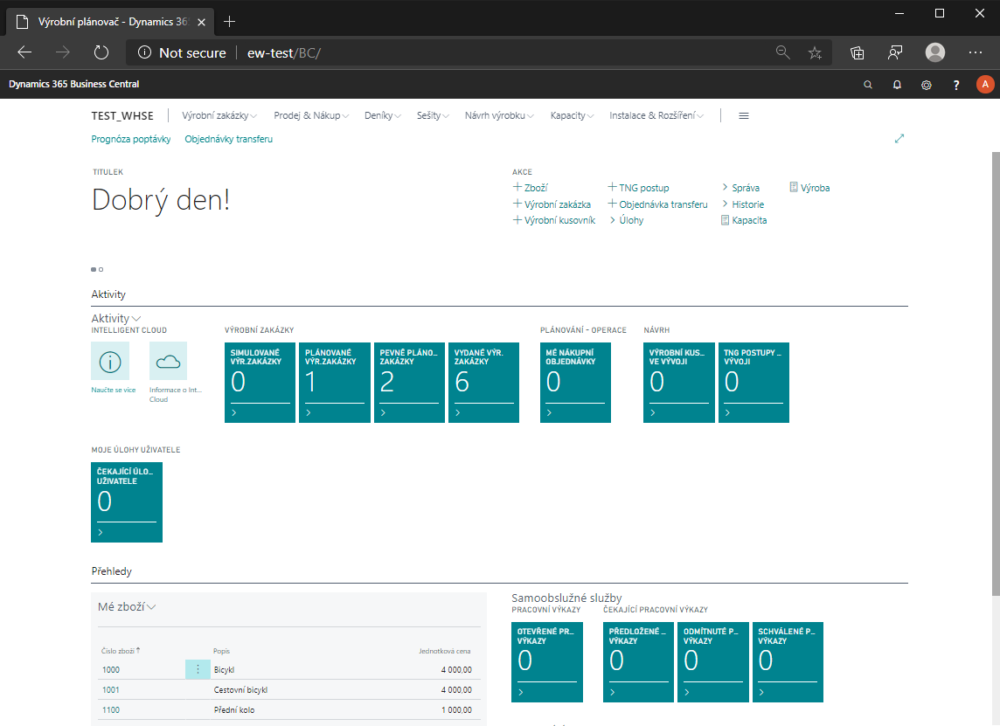 Výrobní plánovač - Dynamics 36
Not secure ew-test/BC/
Dynamics 365 Business Central
? A
TEST_WHSE Výrobní zakázky Prodej & Nákup Deníky Sešity Návrh výrobku Kapacity Instalace & Rozšíření
Prognóza poptávky Objednávky transferu
TITULEK
Dobrý den!
AKCE
Zboží TNG postup Správa Výroba
Výrobní zakázka Objednávka transferu Historie
Výrobní kusovník Úlohy Kapacita
Aktivity
Aktivity
INTELLIGENT CLOUD
Naučte se více
Informace o Int...
Cloud
VÝROBNÍ ZAKÁZKY
SIMULOVANÉ
VÝR.ZAKÁZKY
0
PLÁNOVANÉ
VÝR.ZAKÁZKY
1
PEVNĚ PLÁNO...
ZAKÁZKY
2
VYDANÉ VÝR.
ZAKÁZKY
6
PLÁNOVÁNÍ - OPERACE
MÉ NÁKUPNÍ
OBJEDNÁVKY
0
NÁVRH
VÝROBNÍ KUS...
VE VÝVOJI
0
TNG POSTUPY ...
VÝVOJI
0
MOJE ÚLOHY UŽIVATELE
ČEKAJÍCÍ ÚLO...
UŽIVATELE
0
Přehledy
Mé zboží
Číslo zboží Popis Jednotková cena
1000 Bicykl 4 000,00
1001 Cestovní bicykl 4 000,00
1100 Přední kolo 1 000,00
Samoobslužné služby
PRACOVNÍ VÝKAZY
OTEVŘENÉ PR...
VÝKAZY
0
ČEKAJÍCÍ PRACOVNÍ VÝKAZY
PŘEDLOŽENÉ ...
VÝKAZY
0
ODMÍTNUTÉ P...
VÝKAZY
0
SCHVÁLENÉ P...
VÝKAZY
0